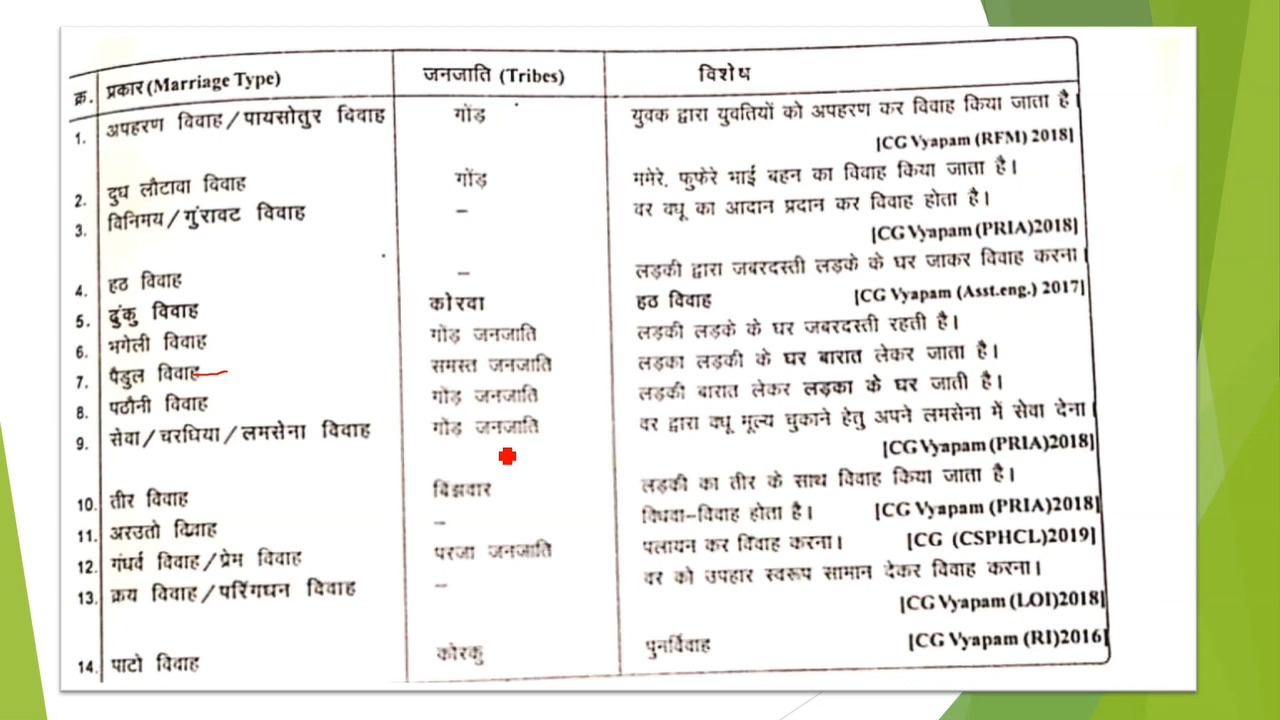 क्र. प्रकार (Marriage Type) जनजाति (Tribes) विशेष
1. अपहरण विवाह / पायसोतुर विवाह गोंड़ युवक द्वारा युवतियों को अपहरण कर विवाह किया जाता है।
[CG Vyapam (RFM) 2018]
2. दुध लौटावा विवाह गोंड़ ममेरे, फुफेरे भाई बहन का विवाह किया जाता है।
3. विनिमय / गुंरावट विवाह – वर वधू का आदान प्रदान कर विवाह होता है।
[CG Vyapam (PRIA)2018]
4. हठ विवाह – लड़की द्वारा जबरदस्ती लड़के के घर जाकर विवाह करना।
5. ढुंकु विवाह कोरवा हठ विवाह [CG Vyapam (Asst.eng.) 2017]
6. भगेली विवाह गोंड़ जनजाति लड़की लड़के के घर जबरदस्ती रहती है।
7. पैडुल विवाह समस्त जनजाति लड़का लड़की के घर बारात लेकर जाता है।
8. पठौनी विवाह गोंड़ जनजाति लड़की बारात लेकर लड़का के घर जाती है।
9. सेवा / चरधिया / लमसेना विवाह गोंड़ जनजाति वर द्वारा वधू मूल्य चुकाने हेतु अपने लमसेना में सेवा देना।
[CG Vyapam (PRIA)2018]
10. तीर विवाह बिंझवार लड़की का तीर के साथ विवाह किया जाता है।
11. अरउतो विवाह – विधवा–विवाह होता है। [CG Vyapam (PRIA)2018]
12. गंधर्व विवाह / प्रेम विवाह परजा जनजाति पलायन कर विवाह करना। [CG (CSPHCL)2019]
13. क्रय विवाह / परिंगधन विवाह – वर को उपहार स्वरूप सामान देकर विवाह करना।
[CG Vyapam (LOI)2018]
14. पाटो विवाह कोरकु पुनर्विवाह [CG Vyapam (RI)2016]